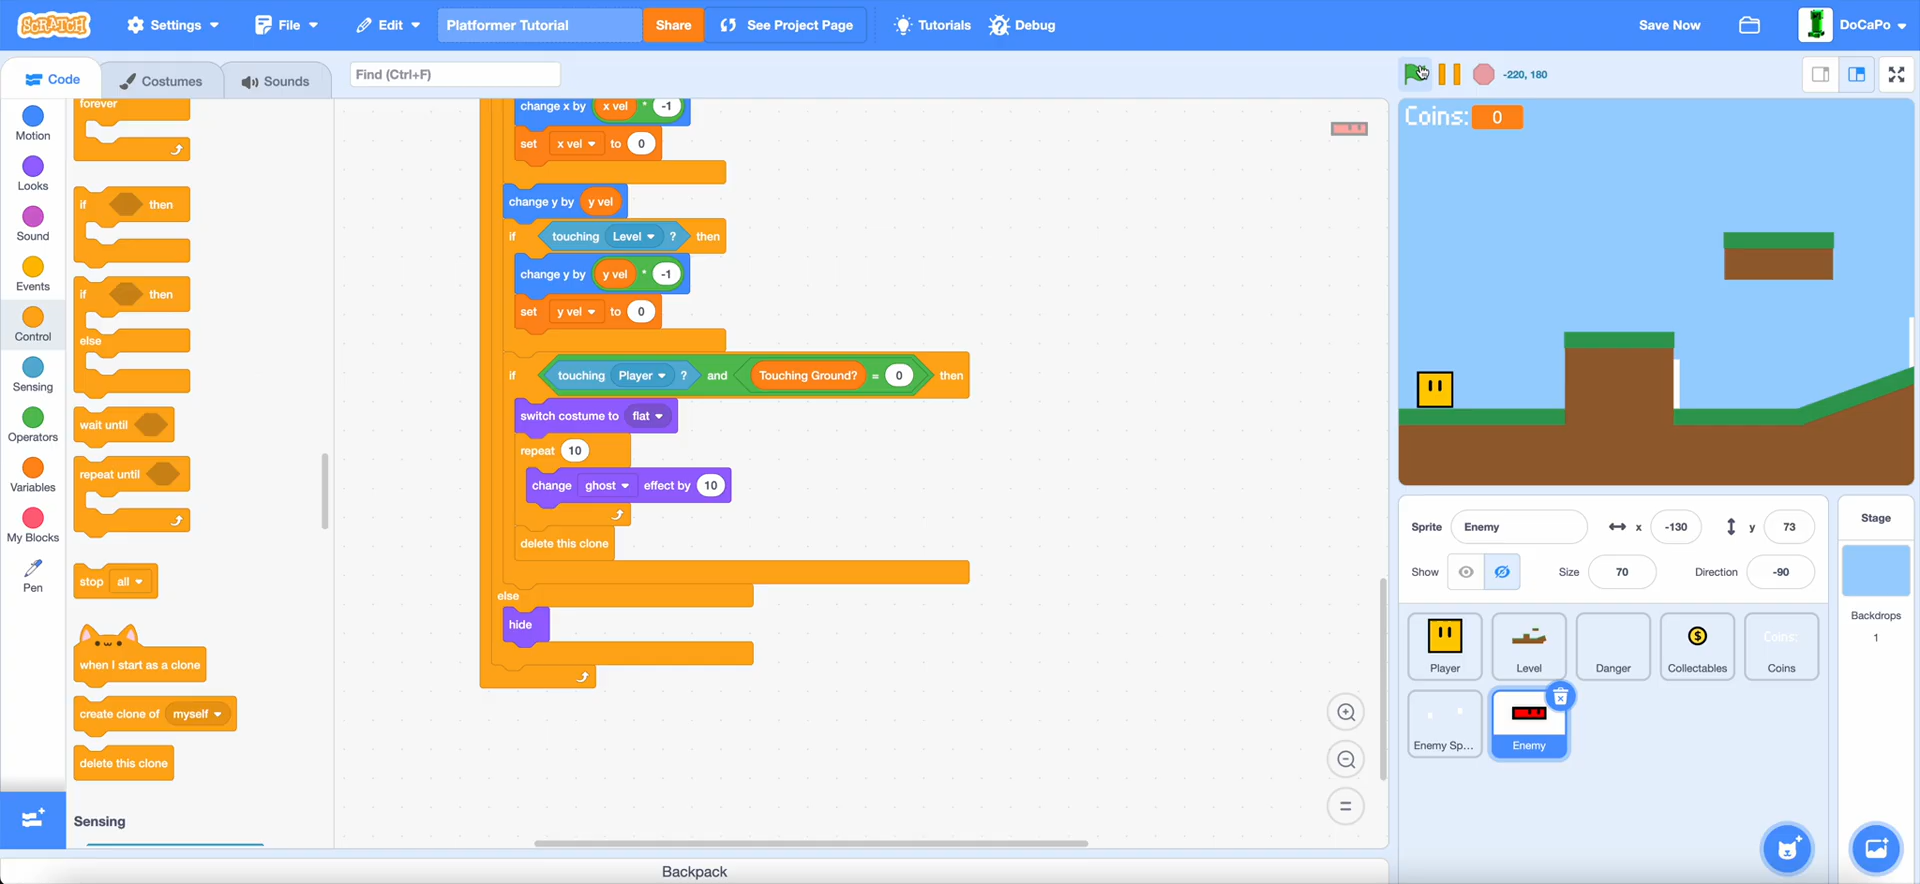 SCRATCH Settings File Edit Platformer Tutorial Share See Project Page Tutorials Debug Save Now DoCaPo
Code Costumes Sounds Find (Ctrl+F) -220, 180
Motion
Looks
Sound
Events
Control
Sensing
Operators
Variables
My Blocks
Pen
forever
if then
if then
else
wait until
repeat until
stop all
when I start as a clone
create clone of myself
delete this clone
Sensing
change x by x vel * -1
set x vel to 0
change y by y vel
if touching Level ? then
change y by y vel * -1
set y vel to 0
if touching Player ? and Touching Ground? = 0 then
switch costume to flat
repeat 10
change ghost effect by 10
delete this clone
else
hide
Backpack
Coins: 0
Sprite Enemy x -130 y 73
Show Size 70 Direction -90
Player Level Danger Collectables Coins: Coins
Enemy Sp... Enemy
Stage
Backdrops
1